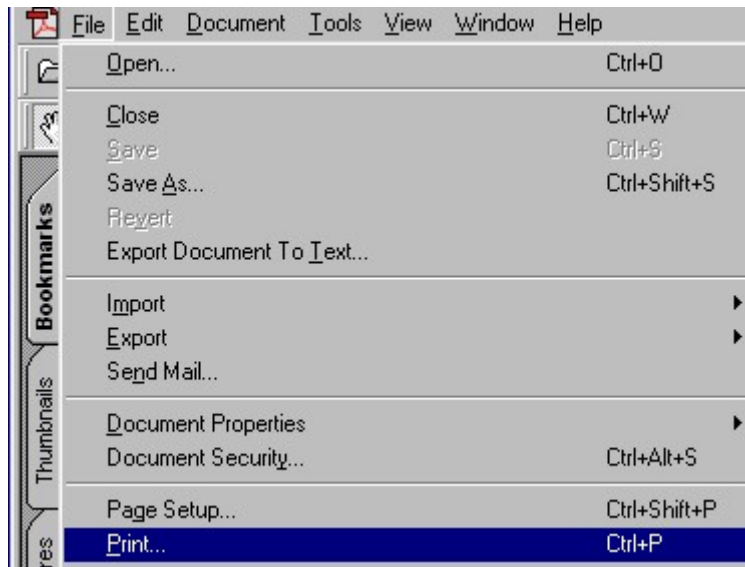 File Edit Document Tools View Window Help
Open... Ctrl+O
Close Ctrl+W
Save Ctrl+S
Save As... Ctrl+Shift+S
Revert
Export Document To Text...
Import
Export
Send Mail...
Document Properties
Document Security... Ctrl+Alt+S
Page Setup... Ctrl+Shift+P
Print... Ctrl+P
Bookmarks
Thumbnails
res